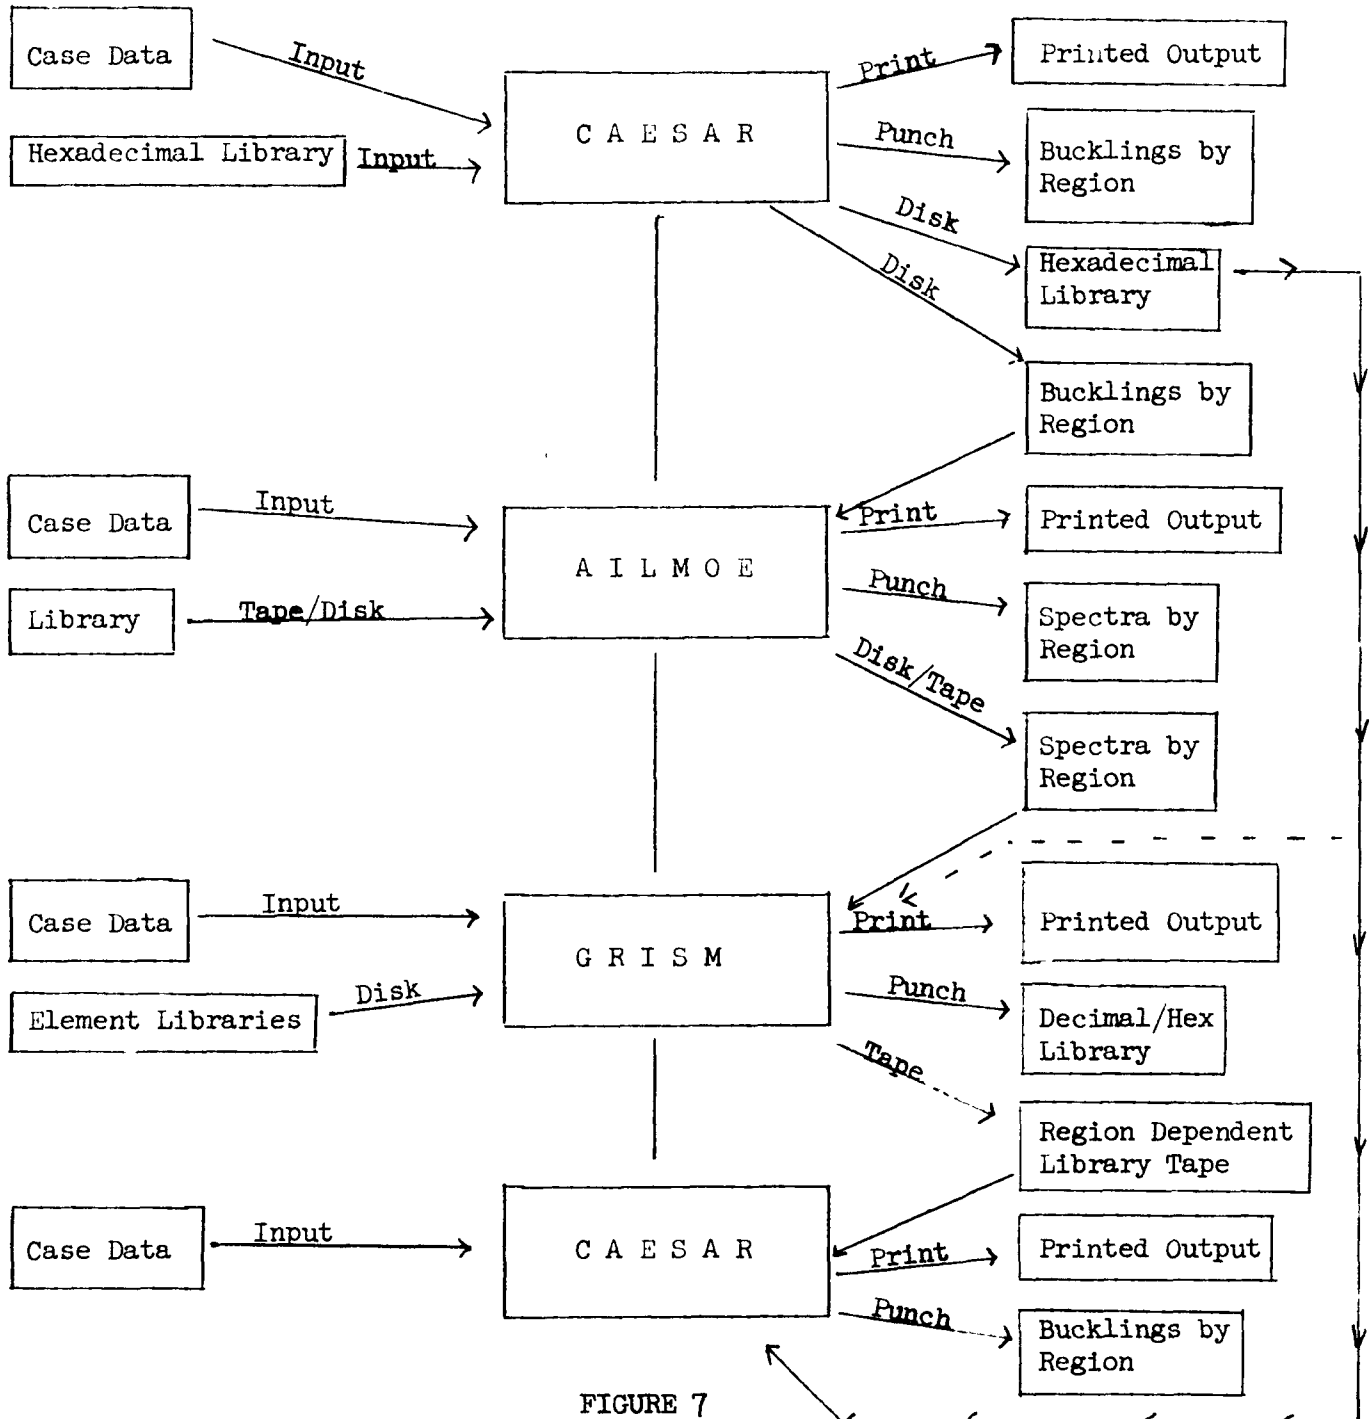 Case Data
Input
Hexadecimal Library
Input
C A E S A R
Print
Printed Output
Punch
Bucklings by
Region
Disk
Hexadecimal
Library
Disk
Bucklings by
Region
Case Data
Input
Library
Tape/Disk
A I L M O E
Print
Printed Output
Punch
Spectra by
Region
Disk/Tape
Spectra by
Region
Case Data
Input
Element Libraries
Disk
G R I S M
Print
Printed Output
Punch
Decimal/Hex
Library
Tape
Region Dependent
Library Tape
Case Data
Input
C A E S A R
Print
Printed Output
Punch
Bucklings by
Region
FIGURE 7